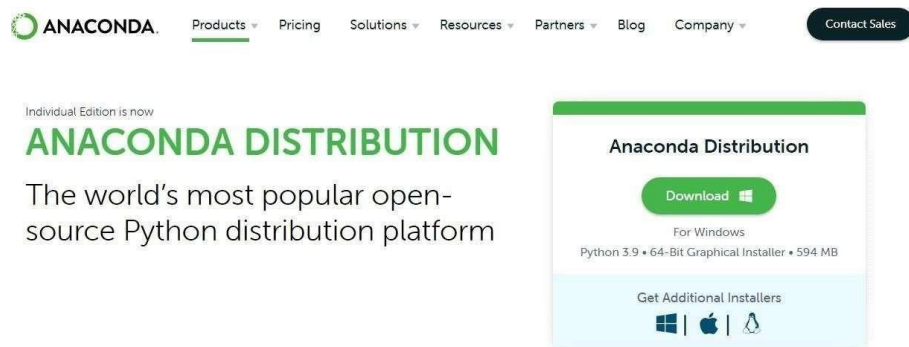 ANACONDA.
Products
Pricing
Solutions
Resources
Partners
Blog
Company
Contact Sales
Individual Edition is now
ANACONDA DISTRIBUTION
The world's most popular open-
source Python distribution platform
Anaconda Distribution
Download
For Windows
Python 3.9 • 64-Bit Graphical Installer • 594 MB
Get Additional Installers